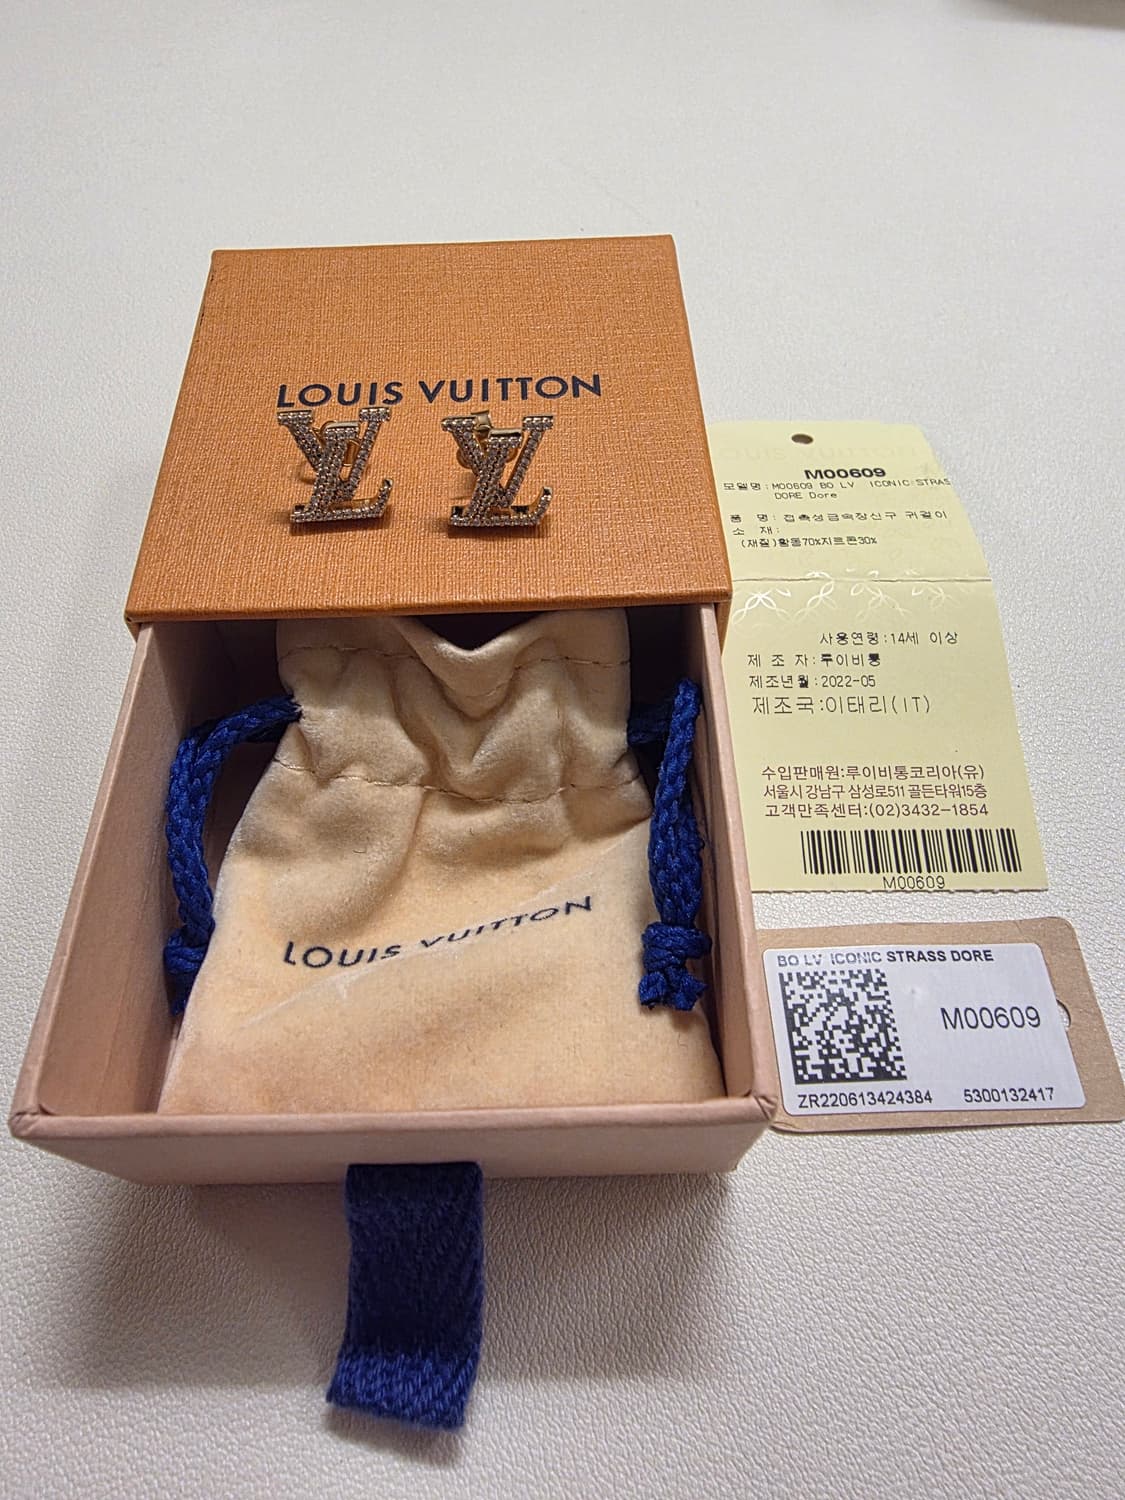 LOUIS VUITTON
LV LV
LOUIS VUITTON
M00609
모델명:M00609 BO LV ICONIC STRAS
DORE Dore
품 명:접촉성금속장신구 귀걸이
소 재:
(재질)황동70%지르콘30%
사용연령:14세 이상
제 조 자:루이비통
제조년월:2022-05
제조국:이태리(IT)
수입판매원:루이비통코리아(유)
서울시 강남구 삼성로511 골든타워15층
고객만족센터:(02)3432-1854
M00609
BO LV ICONIC STRASS DORE
M00609
ZR220613424384 5300132417